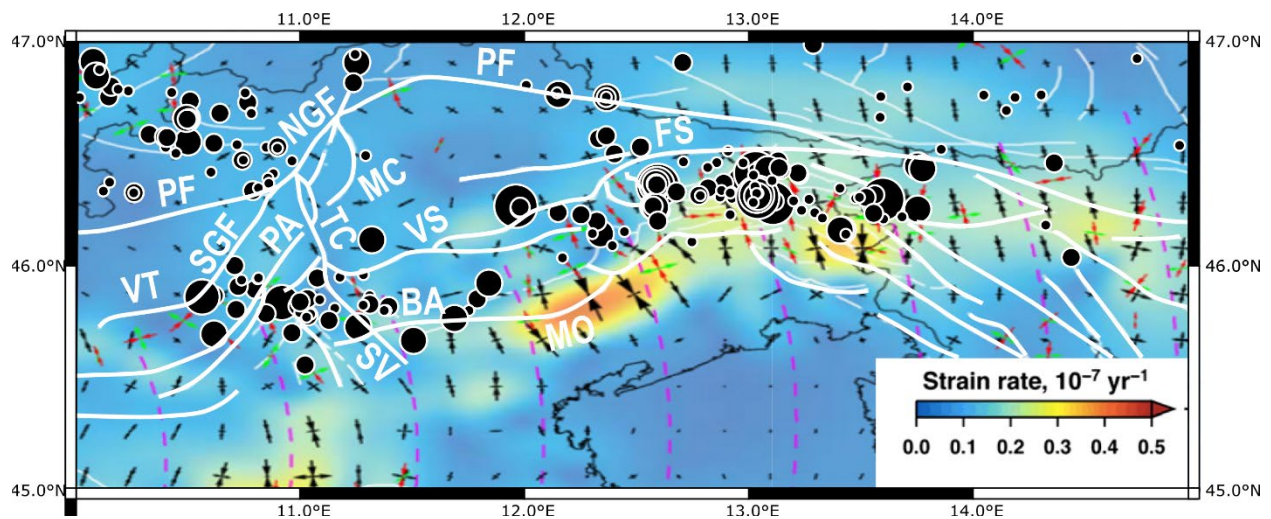 11.0°E 12.0°E 13.0°E 14.0°E
47.0°N 47.0°N
PF
NGF
FS
PF
MC
PA
TC
VS
SGF
46.0°N 46.0°N
VT
BA
MO
SV
Strain rate, 10⁻⁷ yr⁻¹
0.0 0.1 0.2 0.3 0.4 0.5
45.0°N 45.0°N
11.0°E 12.0°E 13.0°E 14.0°E